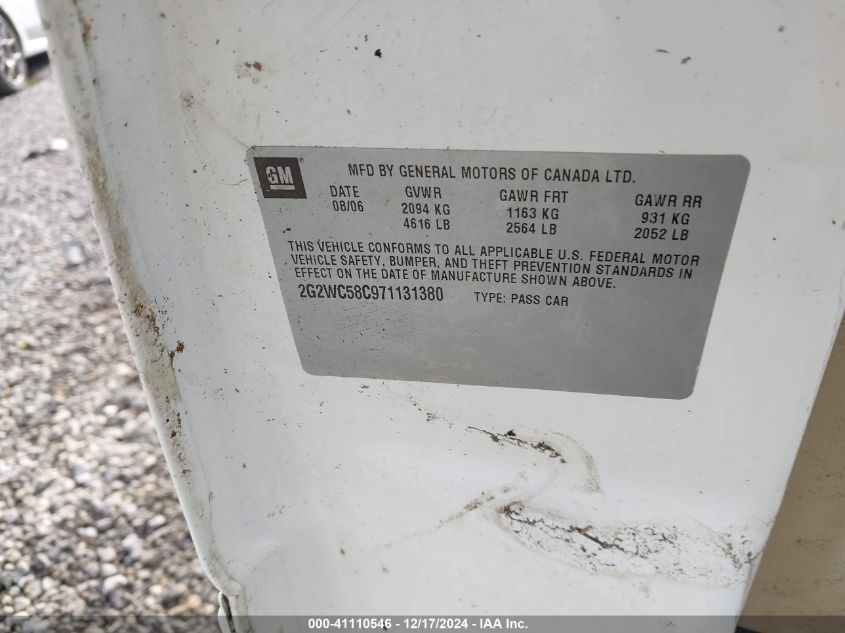 GM
MFD BY GENERAL MOTORS OF CANADA LTD.
DATE GVWR GAWR FRT GAWR RR
08/06 2094 KG 1163 KG 931 KG
4616 LB 2564 LB 2052 LB
THIS VEHICLE CONFORMS TO ALL APPLICABLE U.S. FEDERAL MOTOR
VEHICLE SAFETY, BUMPER, AND THEFT PREVENTION STANDARDS IN
EFFECT ON THE DATE OF MANUFACTURE SHOWN ABOVE.
2G2WC58C971131380 TYPE: PASS CAR
000-41110546 - 12/17/2024 - IAA Inc.